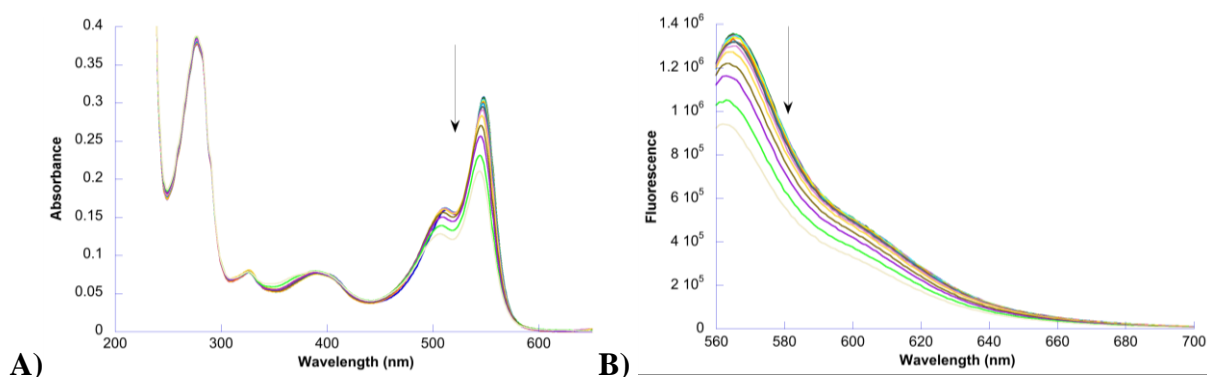 A)
Absorbance
0.4
0.35
0.3
0.25
0.2
0.15
0.1
0.05
0
200 300 400 500 600
Wavelength (nm)
B)
Fluorescence
1.4 10⁶
1.2 10⁶
1 10⁶
8 10⁵
6 10⁵
4 10⁵
2 10⁵
0
560 580 600 620 640 660 680 700
Wavelength (nm)